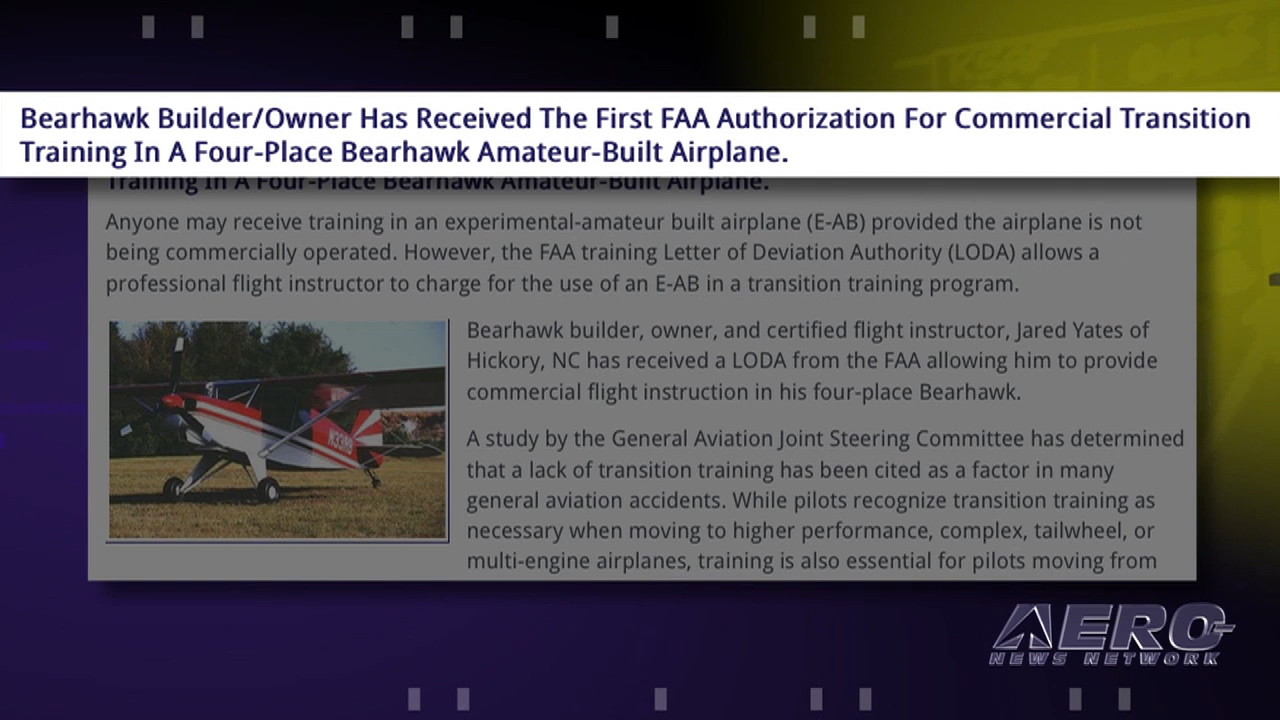 Bearhawk Builder/Owner Has Received The First FAA Authorization For Commercial Transition
Training In A Four-Place Bearhawk Amateur-Built Airplane.
Training In A Four-Place Bearhawk Amateur-Built Airplane.
Anyone may receive training in an experimental-amateur built airplane (E-AB) provided the airplane is not
being commercially operated. However, the FAA training Letter of Deviation Authority (LODA) allows a
professional flight instructor to charge for the use of an E-AB in a transition training program.
Bearhawk builder, owner, and certified flight instructor, Jared Yates of
Hickory, NC has received a LODA from the FAA allowing him to provide
commercial flight instruction in his four-place Bearhawk.
A study by the General Aviation Joint Steering Committee has determined
that a lack of transition training has been cited as a factor in many
general aviation accidents. While pilots recognize transition training as
necessary when moving to higher performance, complex, tailwheel, or
multi-engine airplanes, training is also essential for pilots moving from
AERO-
NEWS NETWORK